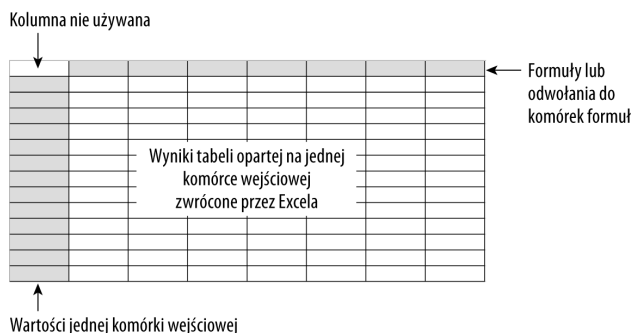 Kolumna nie używana
Formuły lub
odwołania do
komórek formuł
Wyniki tabeli opartej na jednej
komórce wejściowej
zwrócone przez Excela
Wartości jednej komórki wejściowej